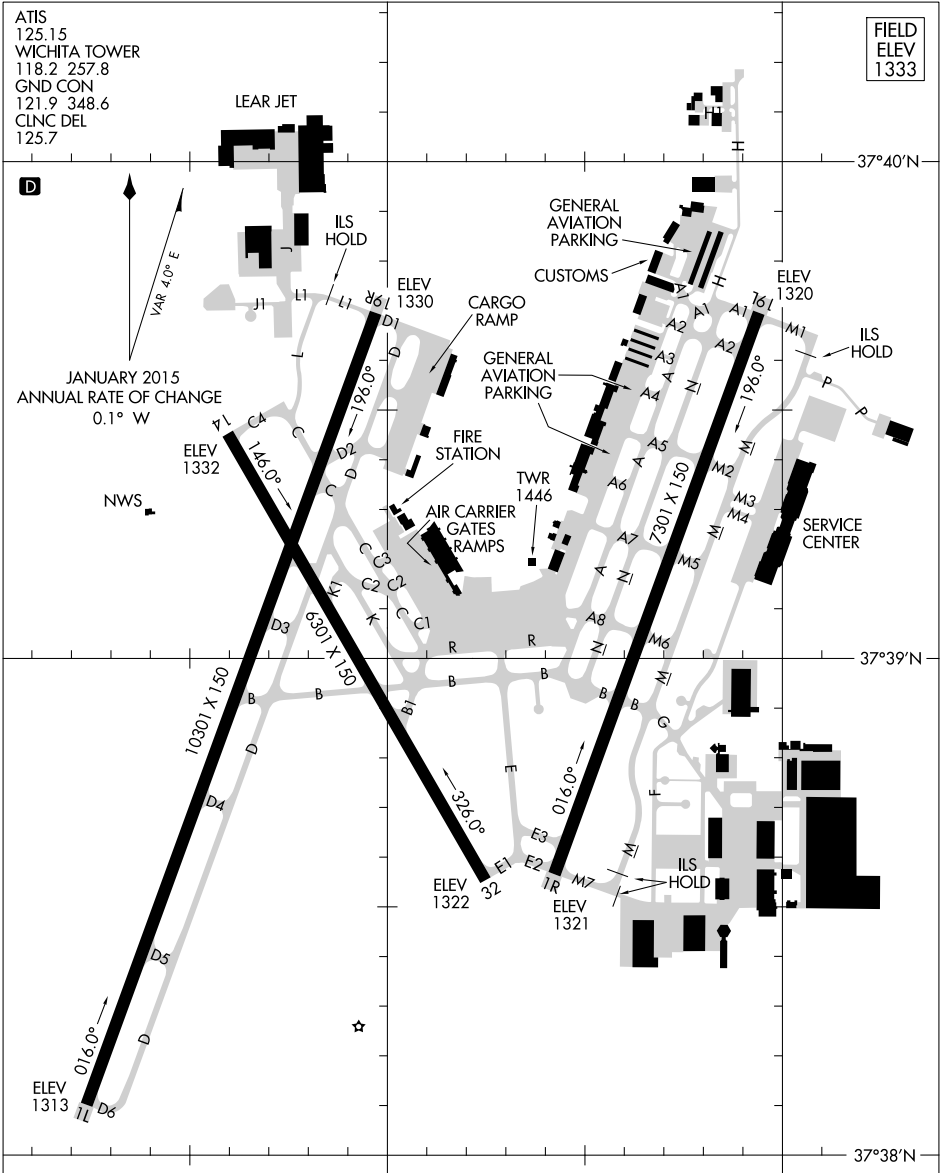 ATIS
125.15
WICHITA TOWER
118.2 257.8
GND CON
121.9 348.6
CLNC DEL
125.7
FIELD
ELEV
1333
D
LEAR JET
H1
H
37°40'N
VAR 4.0° E
JANUARY 2015
ANNUAL RATE OF CHANGE
0.1° W
ILS
HOLD
J
J1
L1
L1
L
19R
ELEV
1330
D1
D
CARGO
RAMP
GENERAL
AVIATION
PARKING
CUSTOMS
H
A1
A1
A1
A2
A2
19L
ELEV
1320
M1
ILS
HOLD
P
P
GENERAL
AVIATION
PARKING
A3
A
A4
N
196.0°
196.0°
14
ELEV
1332
C4
C
146.0°
D2
D
C
NWS
FIRE
STATION
AIR CARRIER
GATES
RAMPS
TWR
1446
A5
A
A6
7301 X 150
M
M2
M3
M4
M
SERVICE
CENTER
A7
A
N
M5
C
C3
C2
C2
C
C1
K1
K
6301 X 150
D3
A8
N
M6
M
R
R
37°39'N
10301 X 150
B
B
B
B
B
B
B1
G
D
D4
E
F
326.0°
016.0°
E3
E1
E2
M
M7
ILS
HOLD
ELEV
1322
32
1R
ELEV
1321
D5
D
016.0°
ELEV
1313
1L
D6
37°38'N